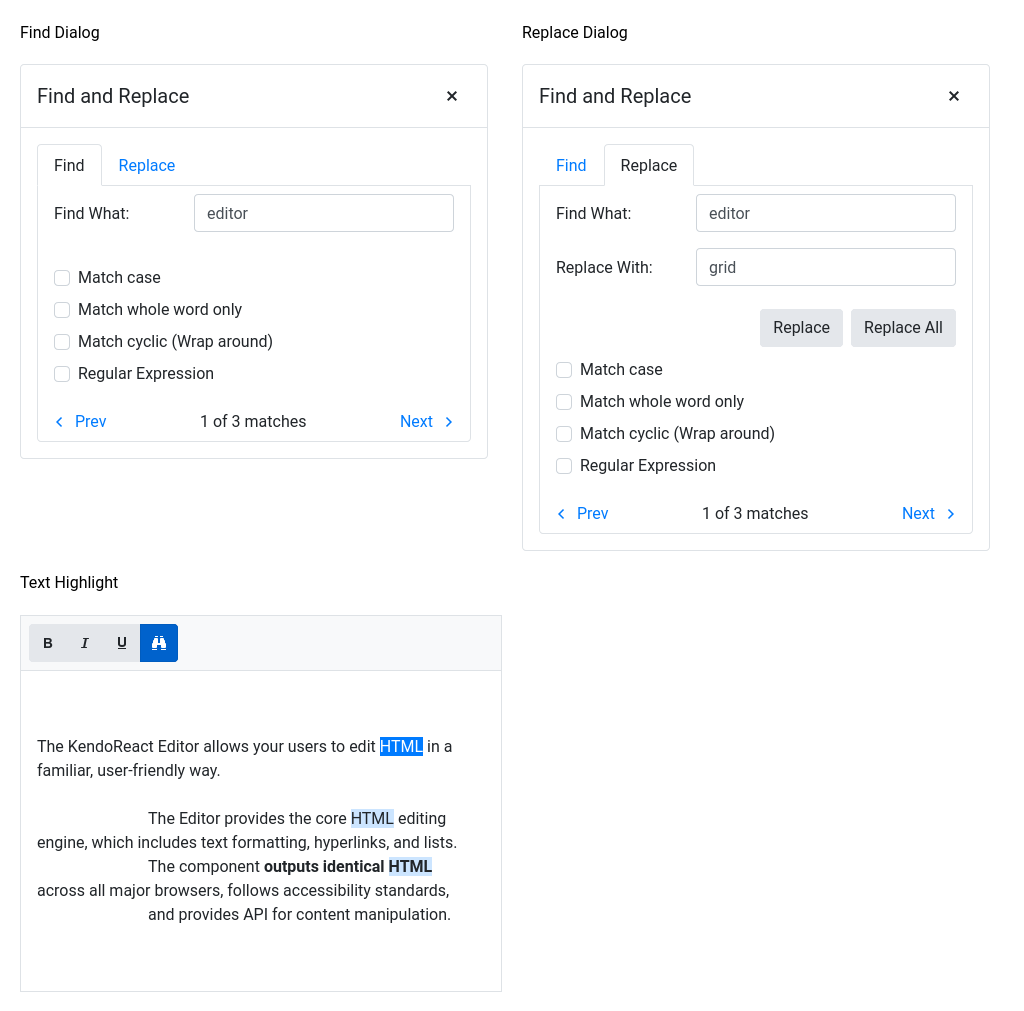 Find Dialog
Find and Replace
Find Replace
Find What: editor
Match case
Match whole word only
Match cyclic (Wrap around)
Regular Expression
Prev 1 of 3 matches Next
Replace Dialog
Find and Replace
Find Replace
Find What: editor
Replace With: grid
Replace Replace All
Match case
Match whole word only
Match cyclic (Wrap around)
Regular Expression
Prev 1 of 3 matches Next
Text Highlight
B I U
The KendoReact Editor allows your users to edit HTML in a
familiar, user-friendly way.
The Editor provides the core HTML editing
engine, which includes text formatting, hyperlinks, and lists.
The component outputs identical HTML
across all major browsers, follows accessibility standards,
and provides API for content manipulation.